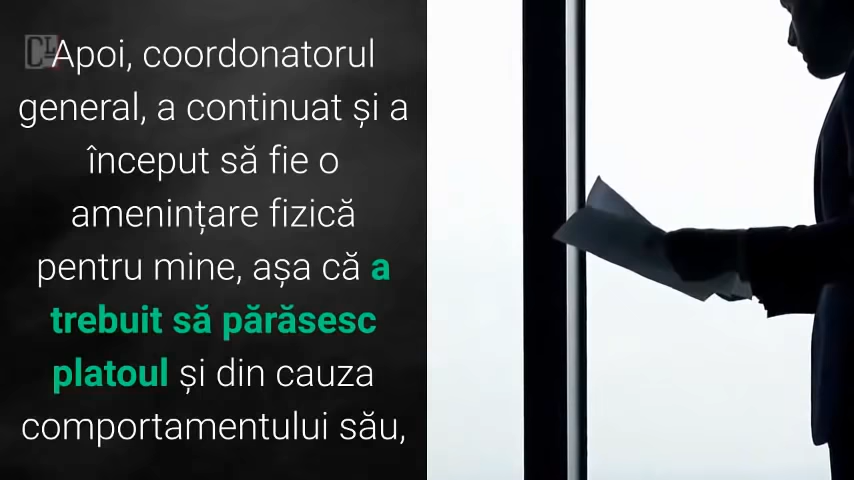 CL
Apoi, coordonatorul
general, a continuat și a
început să fie o
amenințare fizică
pentru mine, așa că a
trebuit să părăsesc
platoul și din cauza
comportamentului său,